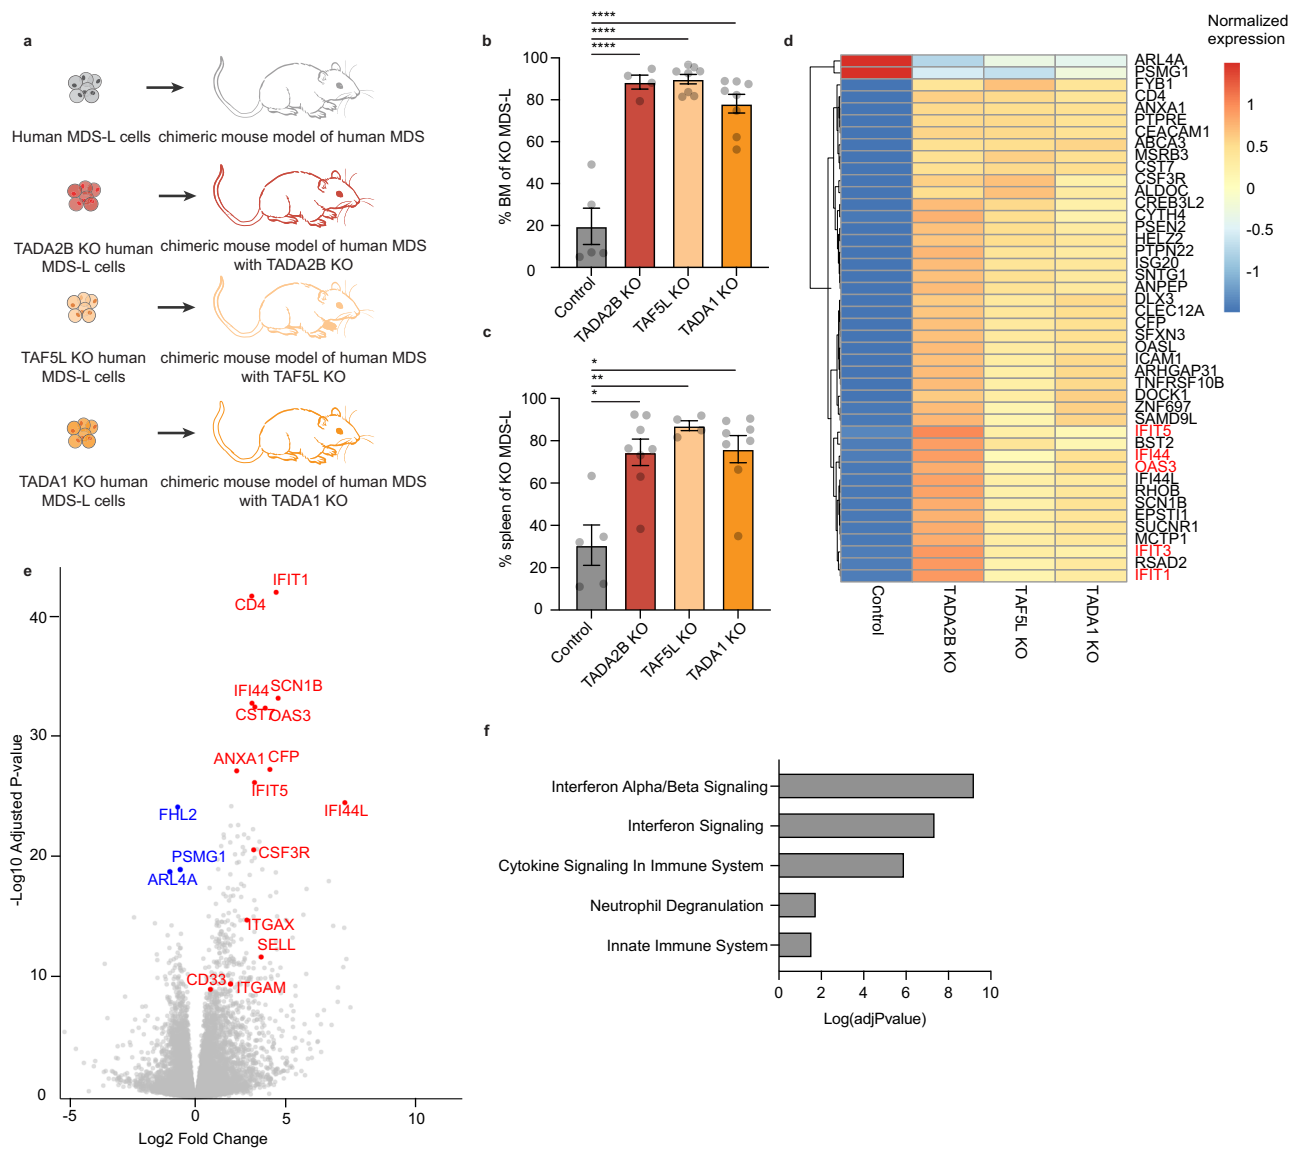 a
Human MDS-L cells
chimeric mouse model of human MDS
TADA2B KO human
MDS-L cells
chimeric mouse model of human MDS
with TADA2B KO
TAF5L KO human
MDS-L cells
chimeric mouse model of human MDS
with TAF5L KO
TADA1 KO human
MDS-L cells
chimeric mouse model of human MDS
with TADA1 KO
b
****
****
****
% BM of KO MDS-L
100
80
60
40
20
0
Control
TADA2B KO
TAF5L KO
TADA1 KO
c
*
**
*
% spleen of KO MDS-L
100
80
60
40
20
0
Control
TADA2B KO
TAF5L KO
TADA1 KO
d
Normalized
expression
1
0.5
0
-0.5
-1
ARL4A
PSMG1
FYB1
CD4
ANXA1
PTPRE
CEACAM1
ABCA3
MSRB3
CST7
CSF3R
ALDOC
CREB3L2
CYTH4
PSEN2
HELZ2
PTPN22
ISG20
SNTG1
ANPEP
DLX3
CLEC12A
CFP
SFXN3
OASL
ICAM1
ARHGAP31
TNFRSF10B
DOCK1
ZNF697
SAMD9L
IFIT5
BST2
IFI44
OAS3
IFI44L
RHOB
SCN1B
EPSTI1
SUCNR1
MCTP1
IFIT3
RSAD2
IFIT1
Control
TADA2B KO
TAF5L KO
TADA1 KO
e
-Log10 Adjusted P-value
40
30
20
10
0
IFIT1
CD4
IFI44
SCN1B
CST7
OAS3
ANXA1
CFP
IFIT5
IFI44L
FHL2
CSF3R
PSMG1
ARL4A
ITGAX
SELL
CD33
ITGAM
-5
0
5
10
Log2 Fold Change
f
Interferon Alpha/Beta Signaling
Interferon Signaling
Cytokine Signaling In Immune System
Neutrophil Degranulation
Innate Immune System
0
2
4
6
8
10
Log(adjPvalue)